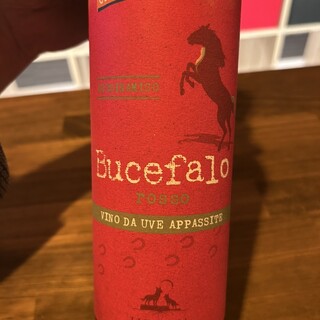 Bucefalo
ROSSO
VINO DA UVE APPASSITE